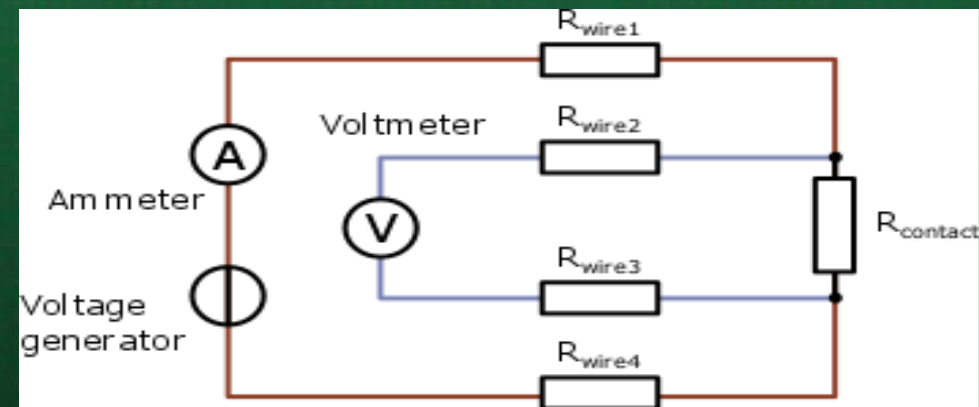 Rwire1
Voltmeter
Rwire2
A
Ammeter
V
Rcontact
Rwire3
Voltage
generator
Rwire4